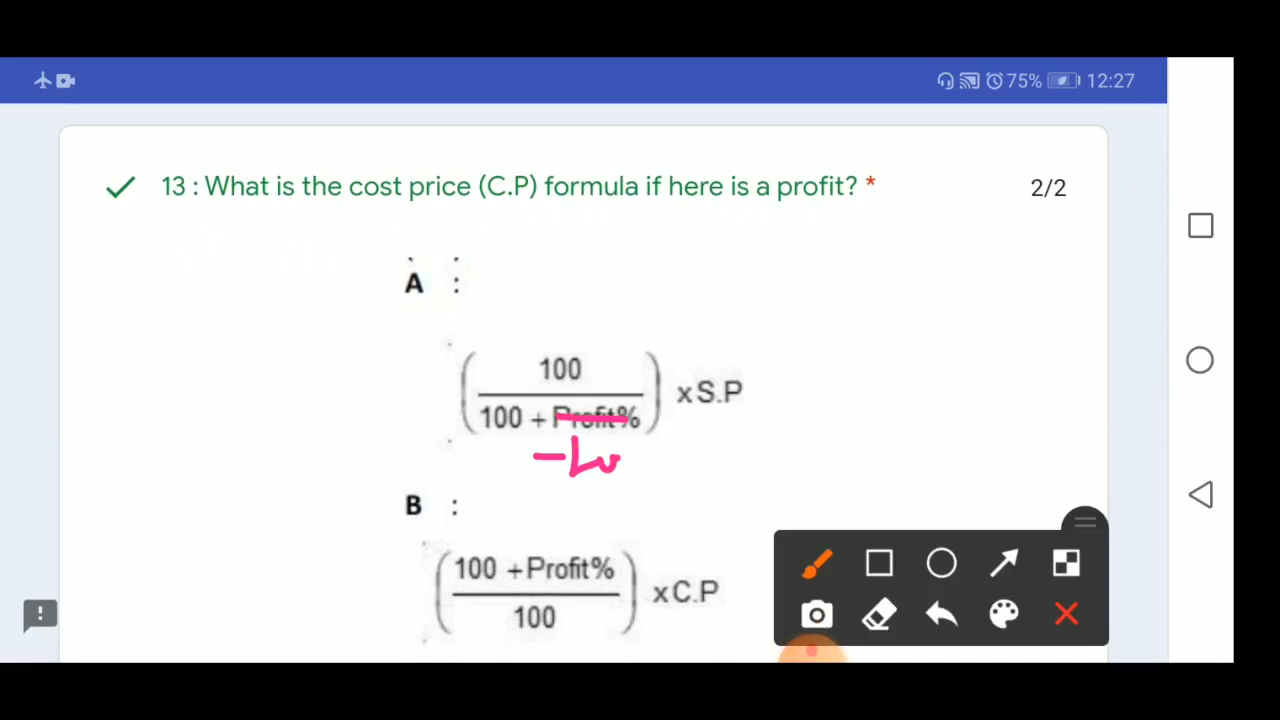 75% 12:27
13 : What is the cost price (C.P) formula if here is a profit? * 2/2
A :
100
100 + Profit%
x S.P
- Lo
B :
100 + Profit%
100
x C.P